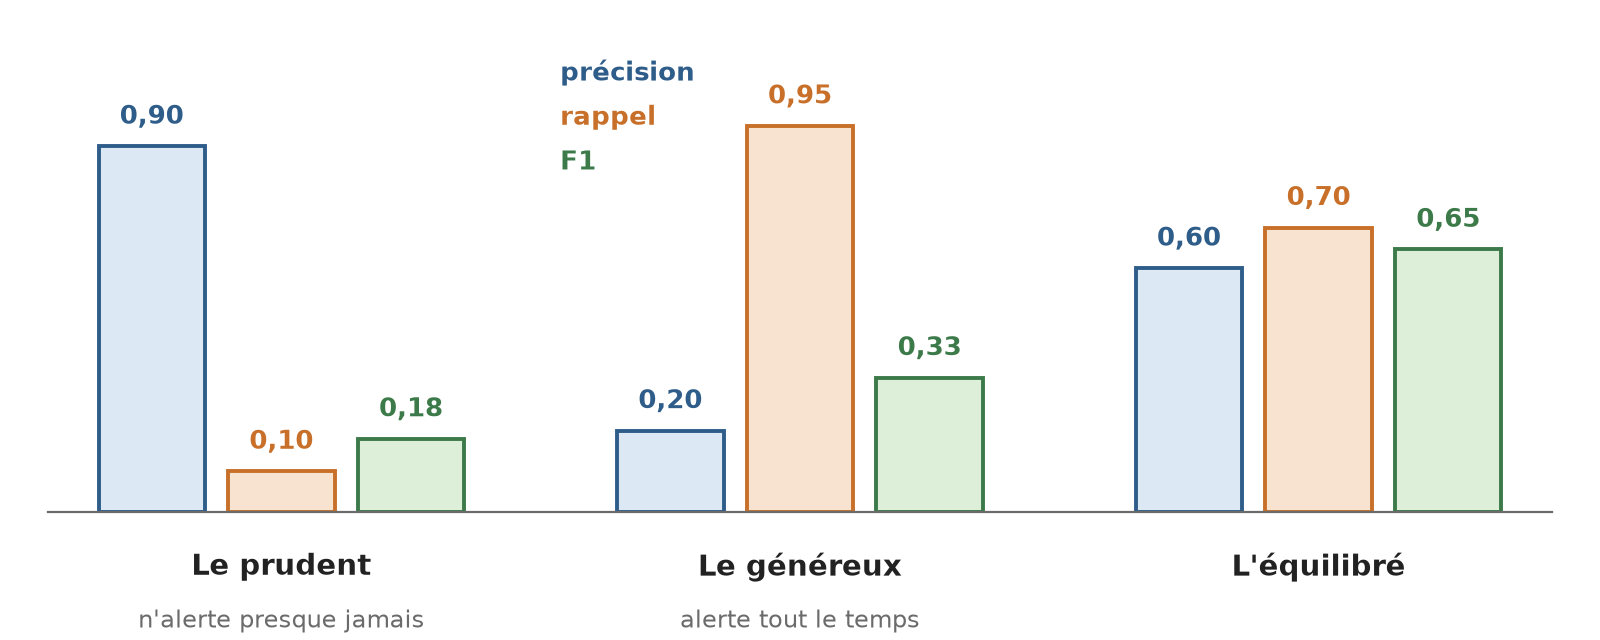 précision
rappel
F1
0,90
0,10
0,18
0,20
0,95
0,33
0,60
0,70
0,65
Le prudent
n'alerte presque jamais
Le généreux
alerte tout le temps
L'équilibré